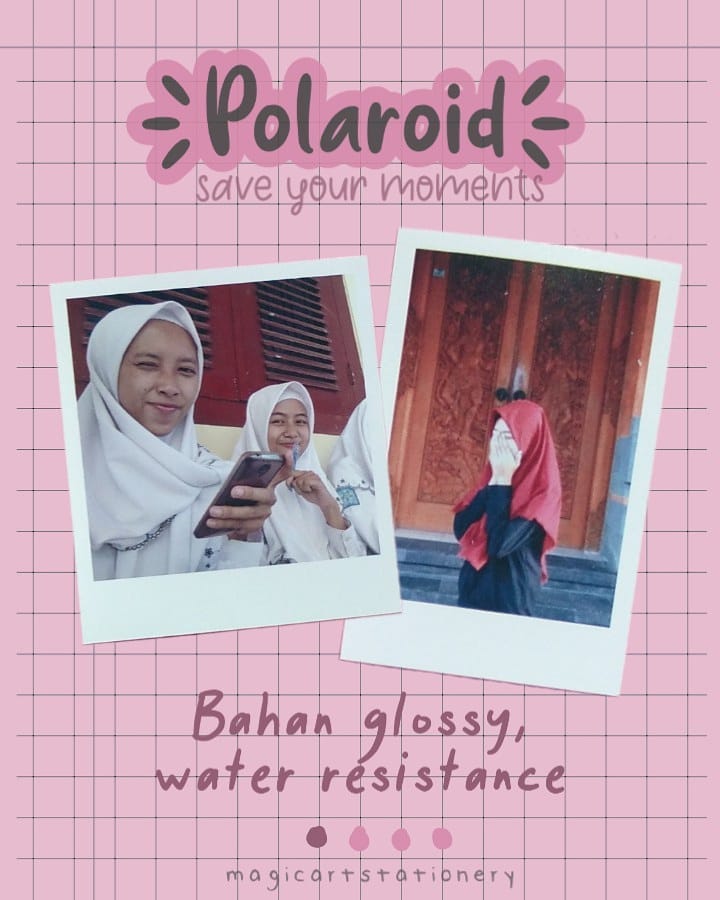 Polaroid
save your moments
Bahan glossy,
water resistance
magicartstationery